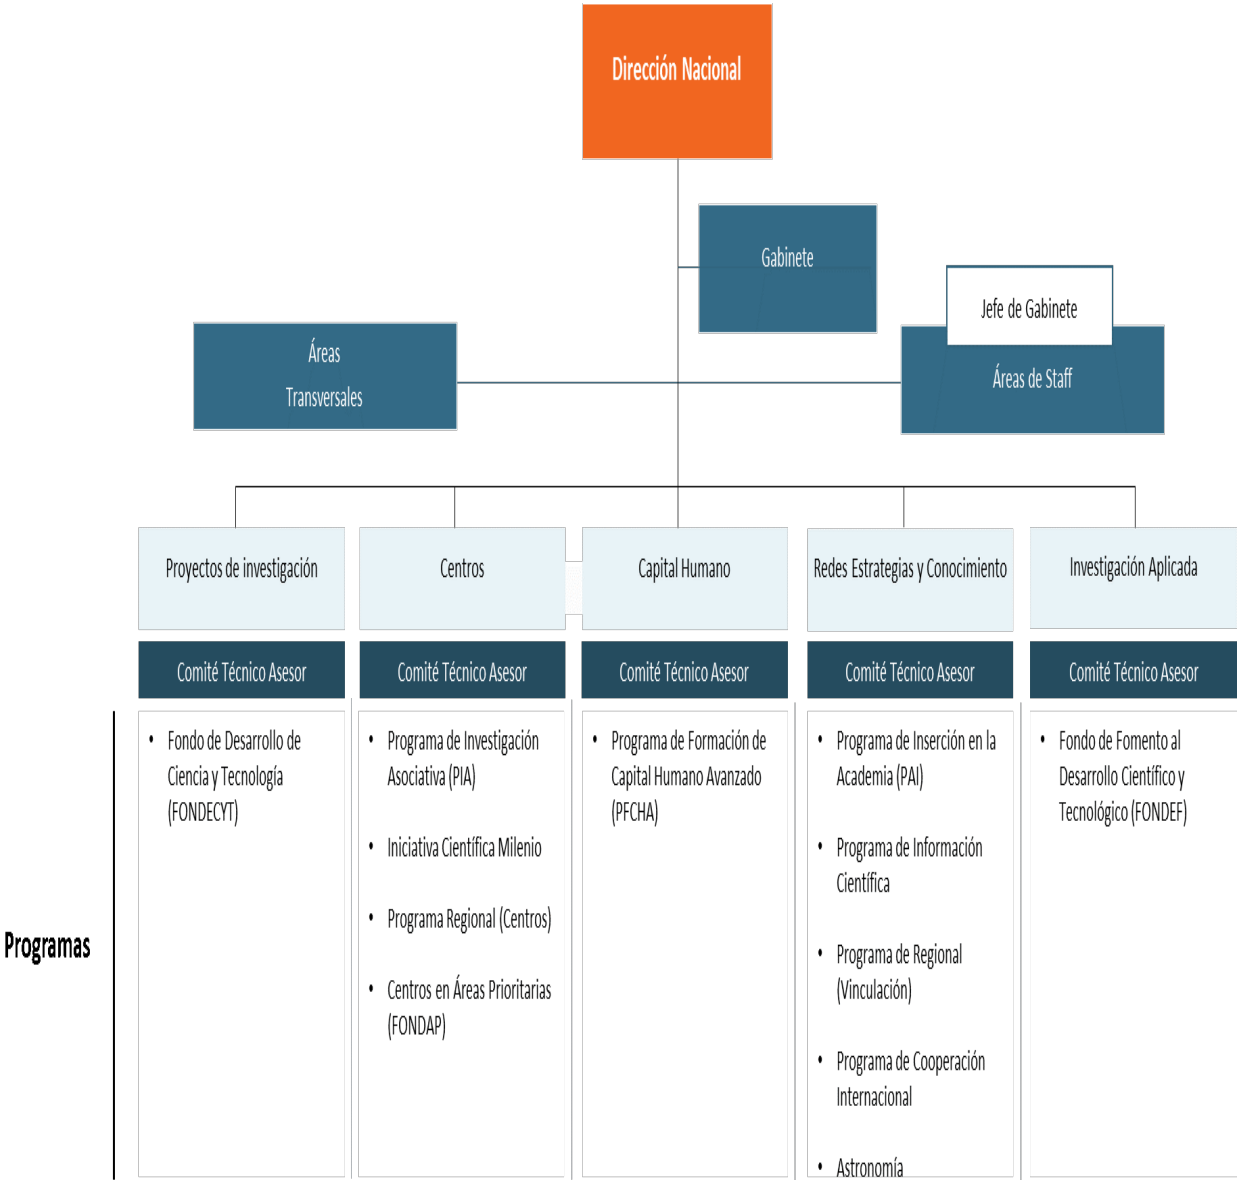 Dirección Nacional
Gabinete
Jefe de Gabinete
Áreas
Transversales
Áreas de Staff
Proyectos de investigación
Centros
Capital Humano
Redes Estrategias y Conocimiento
Investigación Aplicada
Comité Técnico Asesor
Comité Técnico Asesor
Comité Técnico Asesor
Comité Técnico Asesor
Comité Técnico Asesor
Programas
• Fondo de Desarrollo de
Ciencia y Tecnología
(FONDECYT)
• Programa de Investigación
Asociativa (PIA)
• Iniciativa Científica Milenio
• Programa Regional (Centros)
• Centros en Áreas Prioritarias
(FONDAP)
• Programa de Formación de
Capital Humano Avanzado
(PFCHA)
• Programa de Inserción en la
Academia (PAI)
• Programa de Información
Científica
• Programa de Regional
(Vinculación)
• Programa de Cooperación
Internacional
• Astronomía
• Fondo de Fomento al
Desarrollo Científico y
Tecnológico (FONDEF)